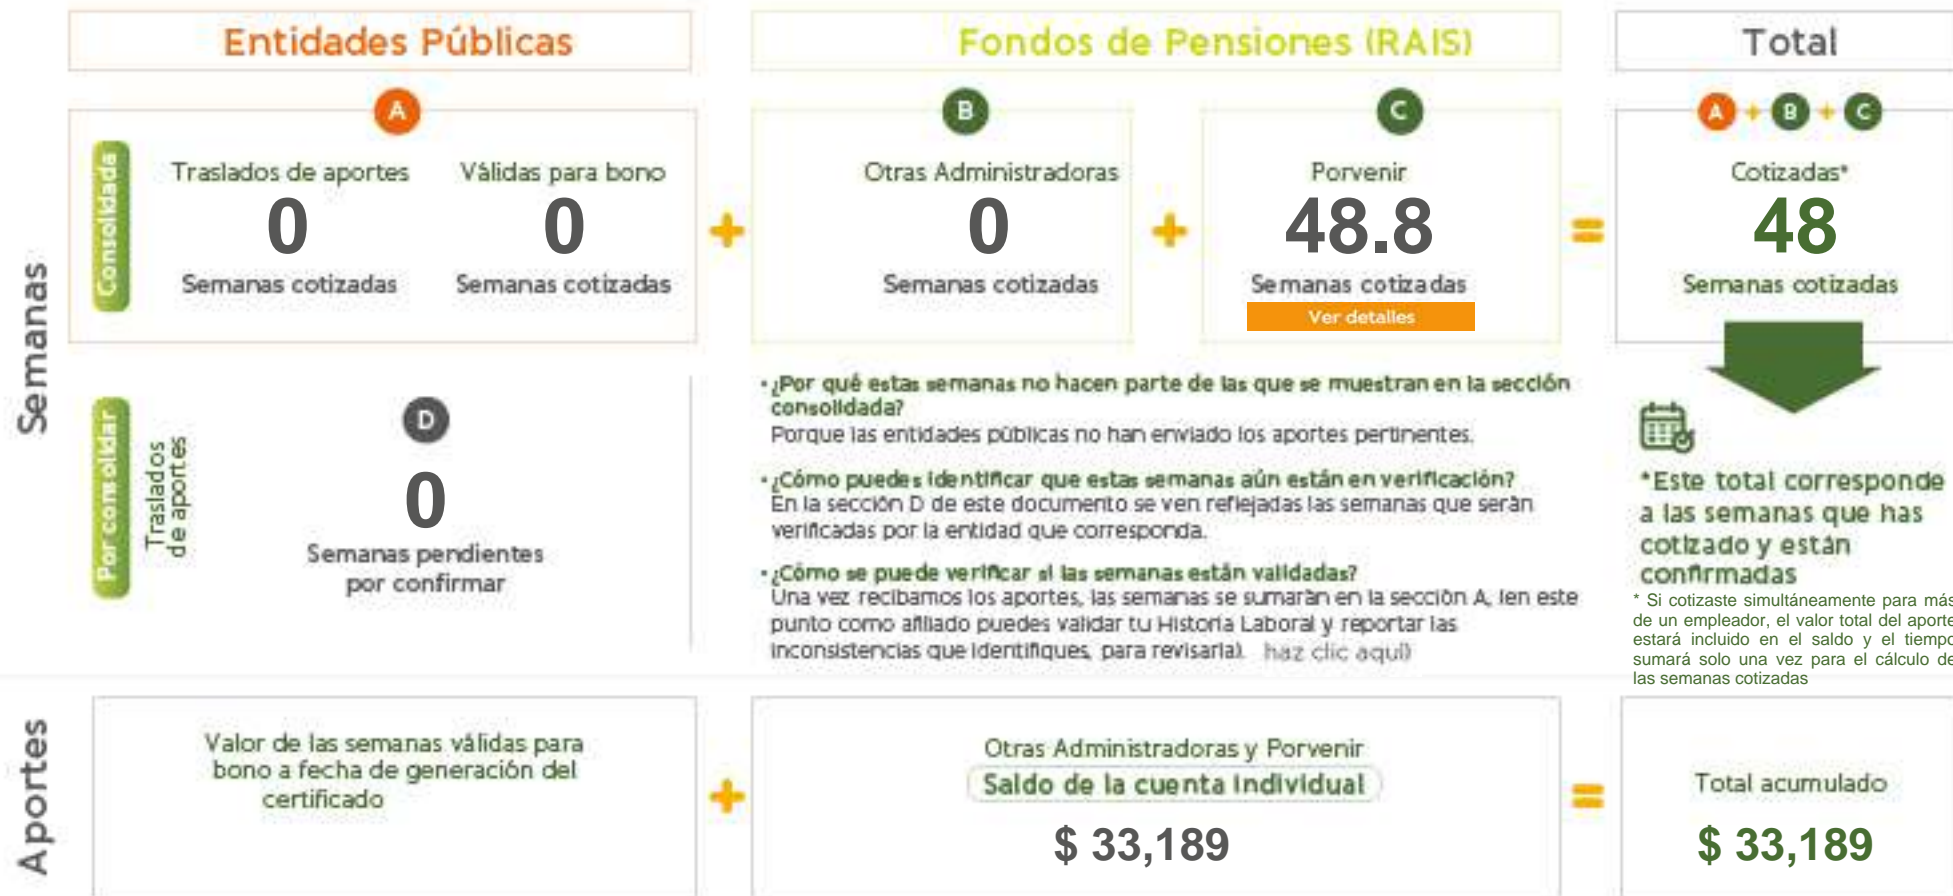 Entidades Públicas
Fondos de Pensiones (RAIS)
Total
Semanas
Consolidada
A
Traslados de aportes
0
Semanas cotizadas
Válidas para bono
0
Semanas cotizadas
+
B
Otras Administradoras
0
Semanas cotizadas
+
C
Porvenir
48.8
Semanas cotizadas
Ver detalles
=
A + B + C
Cotizadas*
48
Semanas cotizadas
Por consolidar
Traslados
de aportes
D
0
Semanas pendientes
por confirmar
• ¿Por qué estas semanas no hacen parte de las que se muestran en la sección
consolidada?
Porque las entidades públicas no han enviado los aportes pertinentes.
• ¿Cómo puedes identificar que estas semanas aún están en verificación?
En la sección D de este documento se ven reflejadas las semanas que serán
verificadas por la entidad que corresponda.
• ¿Cómo se puede verificar si las semanas están validadas?
Una vez recibamos los aportes, las semanas se sumarán en la sección A, (en este
punto como afiliado puedes validar tu Historia Laboral y reportar las
inconsistencias que identifiques, para revisarla). haz clic aquí)
*Este total corresponde
a las semanas que has
cotizado y están
confirmadas
* Si cotizaste simultáneamente para más
de un empleador, el valor total del aporte
estará incluido en el saldo y el tiempo
sumará solo una vez para el cálculo de
las semanas cotizadas
Aportes
Valor de las semanas válidas para
bono a fecha de generación del
certificado
+
Otras Administradoras y Porvenir
Saldo de la cuenta Individual
$ 33,189
=
Total acumulado
$ 33,189